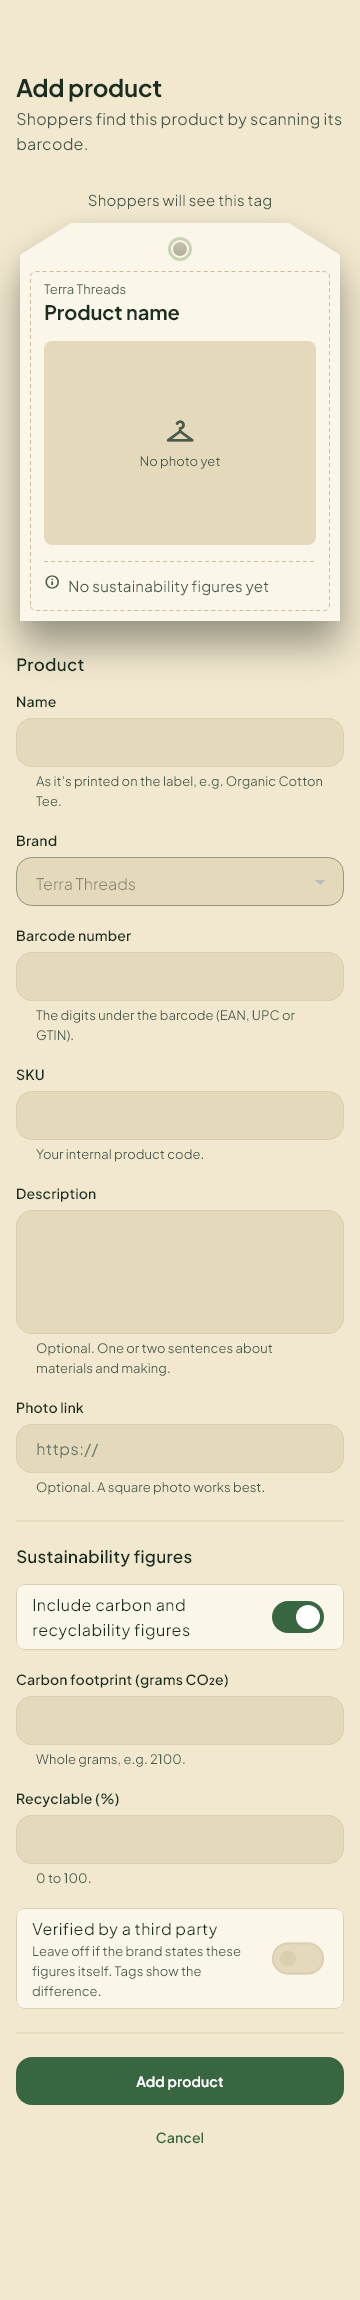 Add product
Shoppers find this product by scanning its
barcode.
Shoppers will see this tag
Terra Threads
Product name
No photo yet
No sustainability figures yet
Product
Name
As it's printed on the label, e.g. Organic Cotton
Tee.
Brand
Terra Threads
Barcode number
The digits under the barcode (EAN, UPC or
GTIN).
SKU
Your internal product code.
Description
Optional. One or two sentences about
materials and making.
Photo link
https://
Optional. A square photo works best.
Sustainability figures
Include carbon and
recyclability figures
Carbon footprint (grams CO₂e)
Whole grams, e.g. 2100.
Recyclable (%)
0 to 100.
Verified by a third party
Leave off if the brand states these
figures itself. Tags show the
difference.
Add product
Cancel